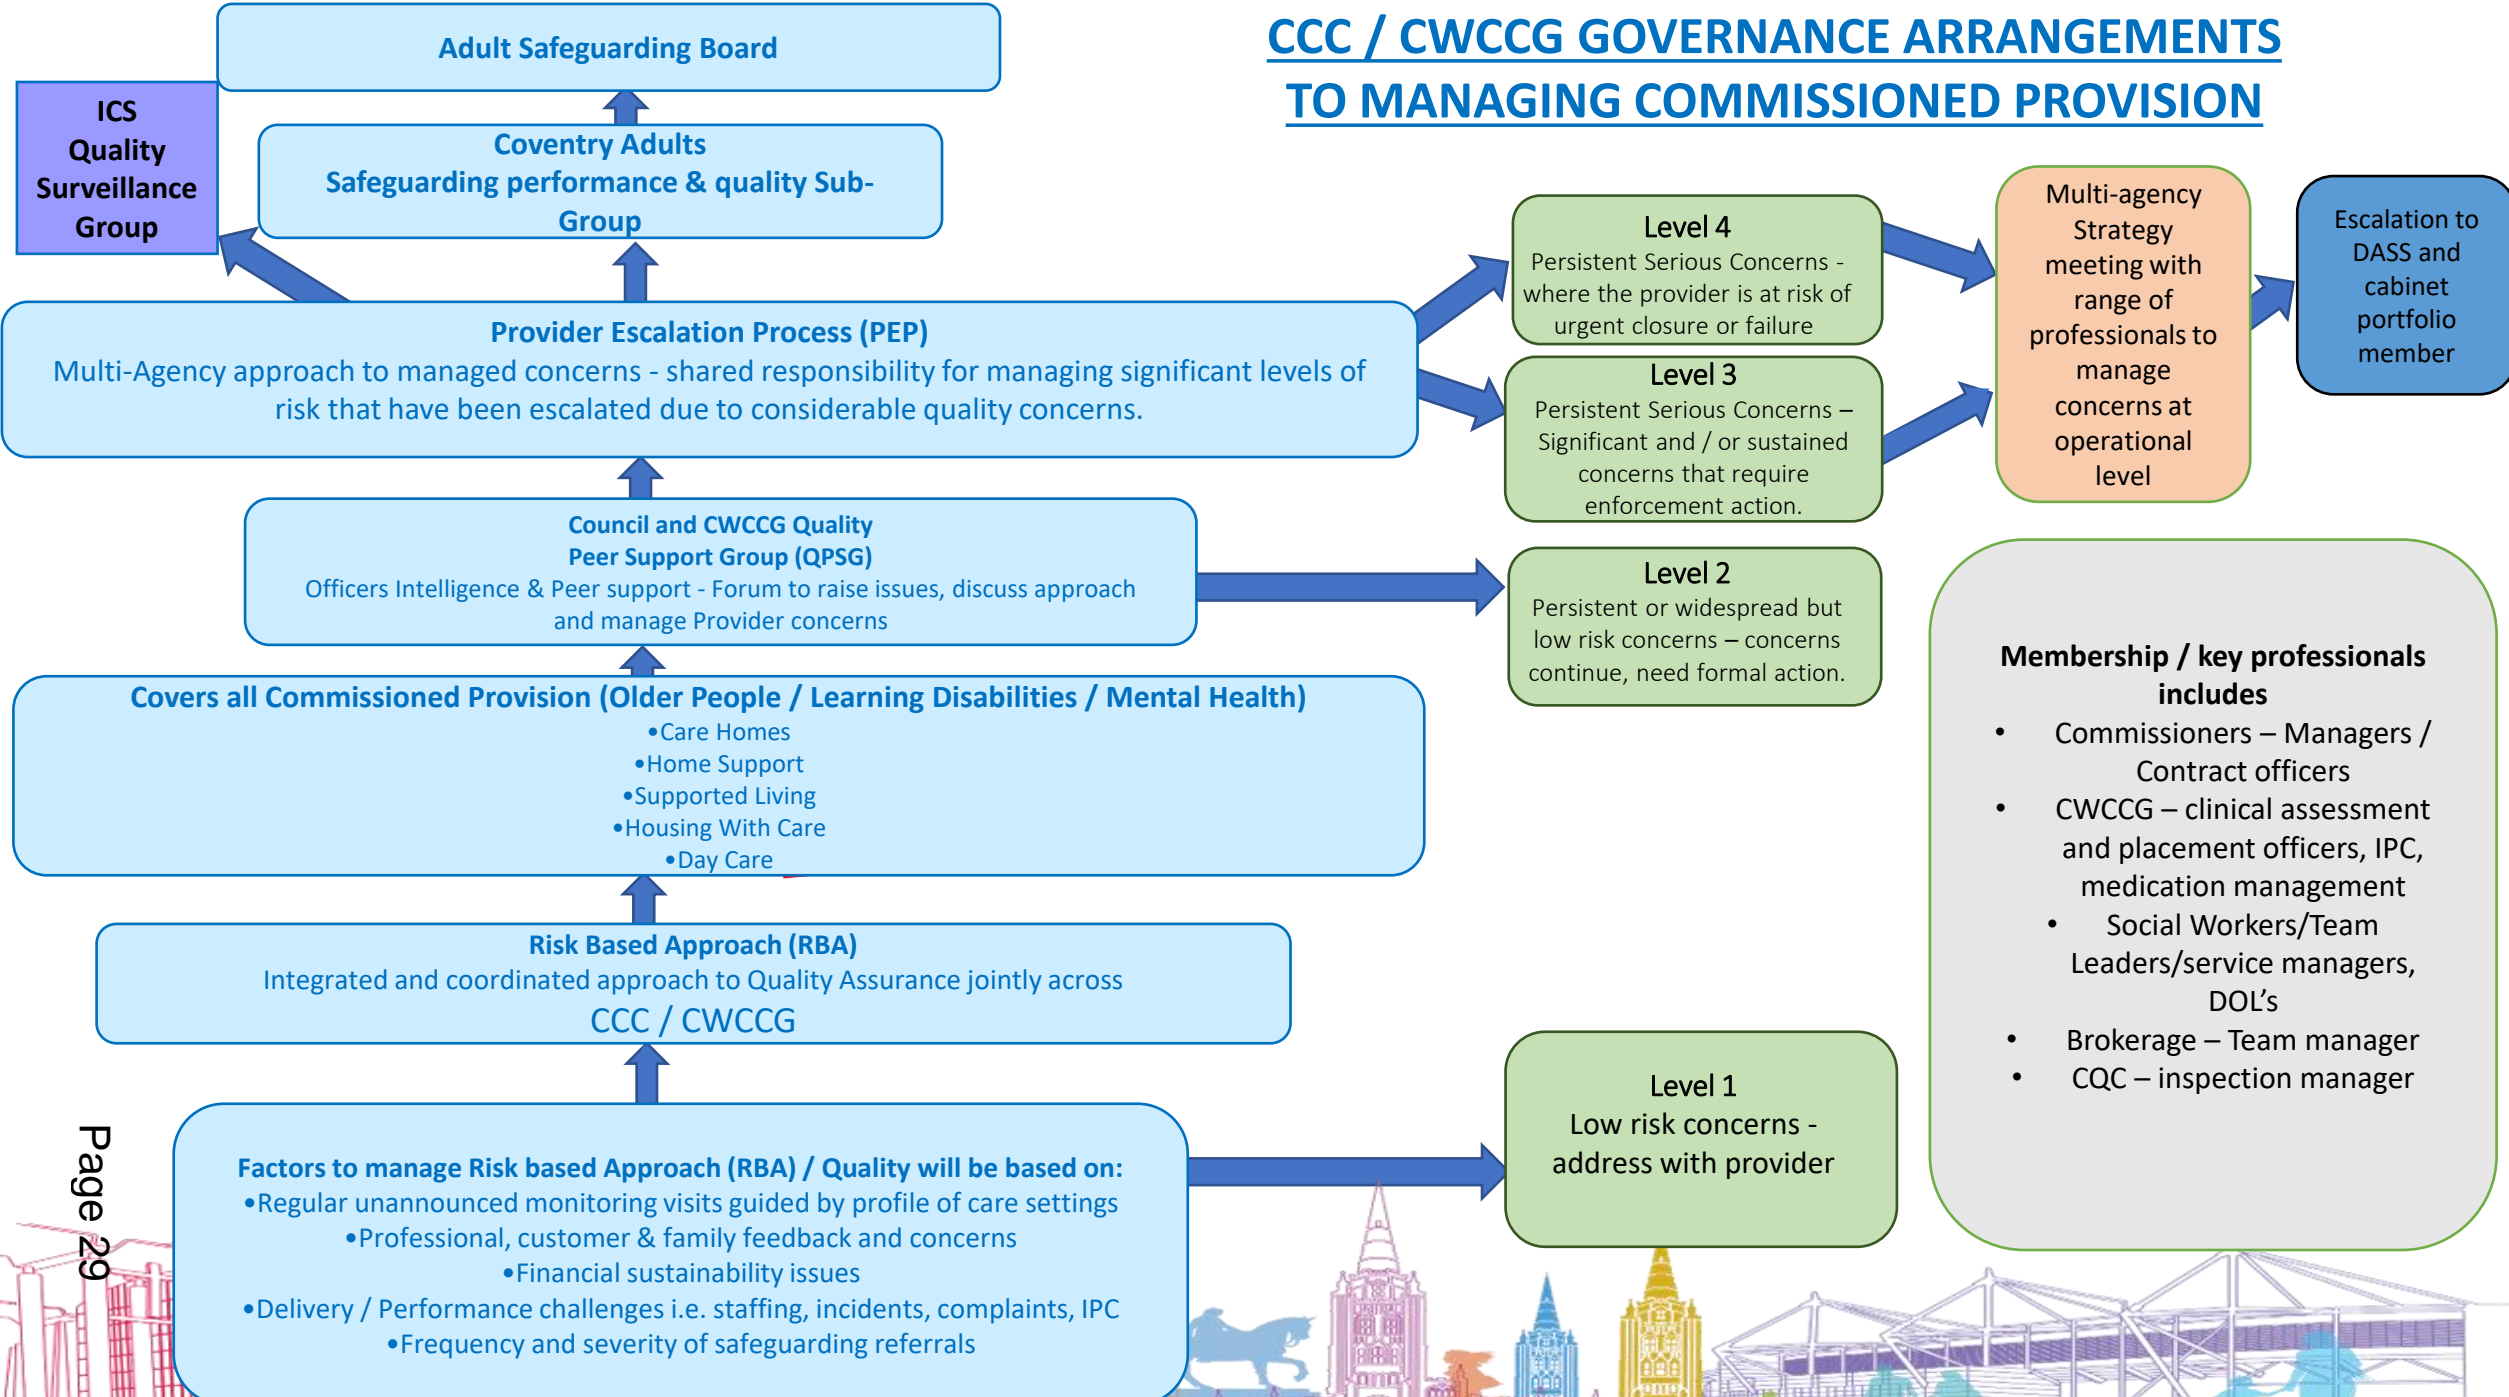 CCC / CWCCG GOVERNANCE ARRANGEMENTS
TO MANAGING COMMISSIONED PROVISION
Adult Safeguarding Board
ICS
Quality
Surveillance
Group
Coventry Adults
Safeguarding performance & quality Sub-
Group
Provider Escalation Process (PEP)
Multi-Agency approach to managed concerns - shared responsibility for managing significant levels of
risk that have been escalated due to considerable quality concerns.
Council and CWCCG Quality
Peer Support Group (QPSG)
Officers Intelligence & Peer support - Forum to raise issues, discuss approach
and manage Provider concerns
Covers all Commissioned Provision (Older People / Learning Disabilities / Mental Health)
•Care Homes
•Home Support
•Supported Living
•Housing With Care
•Day Care
Risk Based Approach (RBA)
Integrated and coordinated approach to Quality Assurance jointly across
CCC / CWCCG
Factors to manage Risk based Approach (RBA) / Quality will be based on:
•Regular unannounced monitoring visits guided by profile of care settings
•Professional, customer & family feedback and concerns
•Financial sustainability issues
•Delivery / Performance challenges i.e. staffing, incidents, complaints, IPC
•Frequency and severity of safeguarding referrals
Level 4
Persistent Serious Concerns -
where the provider is at risk of
urgent closure or failure
Level 3
Persistent Serious Concerns –
Significant and / or sustained
concerns that require
enforcement action.
Level 2
Persistent or widespread but
low risk concerns – concerns
continue, need formal action.
Level 1
Low risk concerns -
address with provider
Multi-agency
Strategy
meeting with
range of
professionals to
manage
concerns at
operational
level
Escalation to
DASS and
cabinet
portfolio
member
Membership / key professionals
includes
• Commissioners – Managers /
Contract officers
• CWCCG – clinical assessment
and placement officers, IPC,
medication management
• Social Workers/Team
Leaders/service managers,
DOL’s
• Brokerage – Team manager
• CQC – inspection manager
Page 29